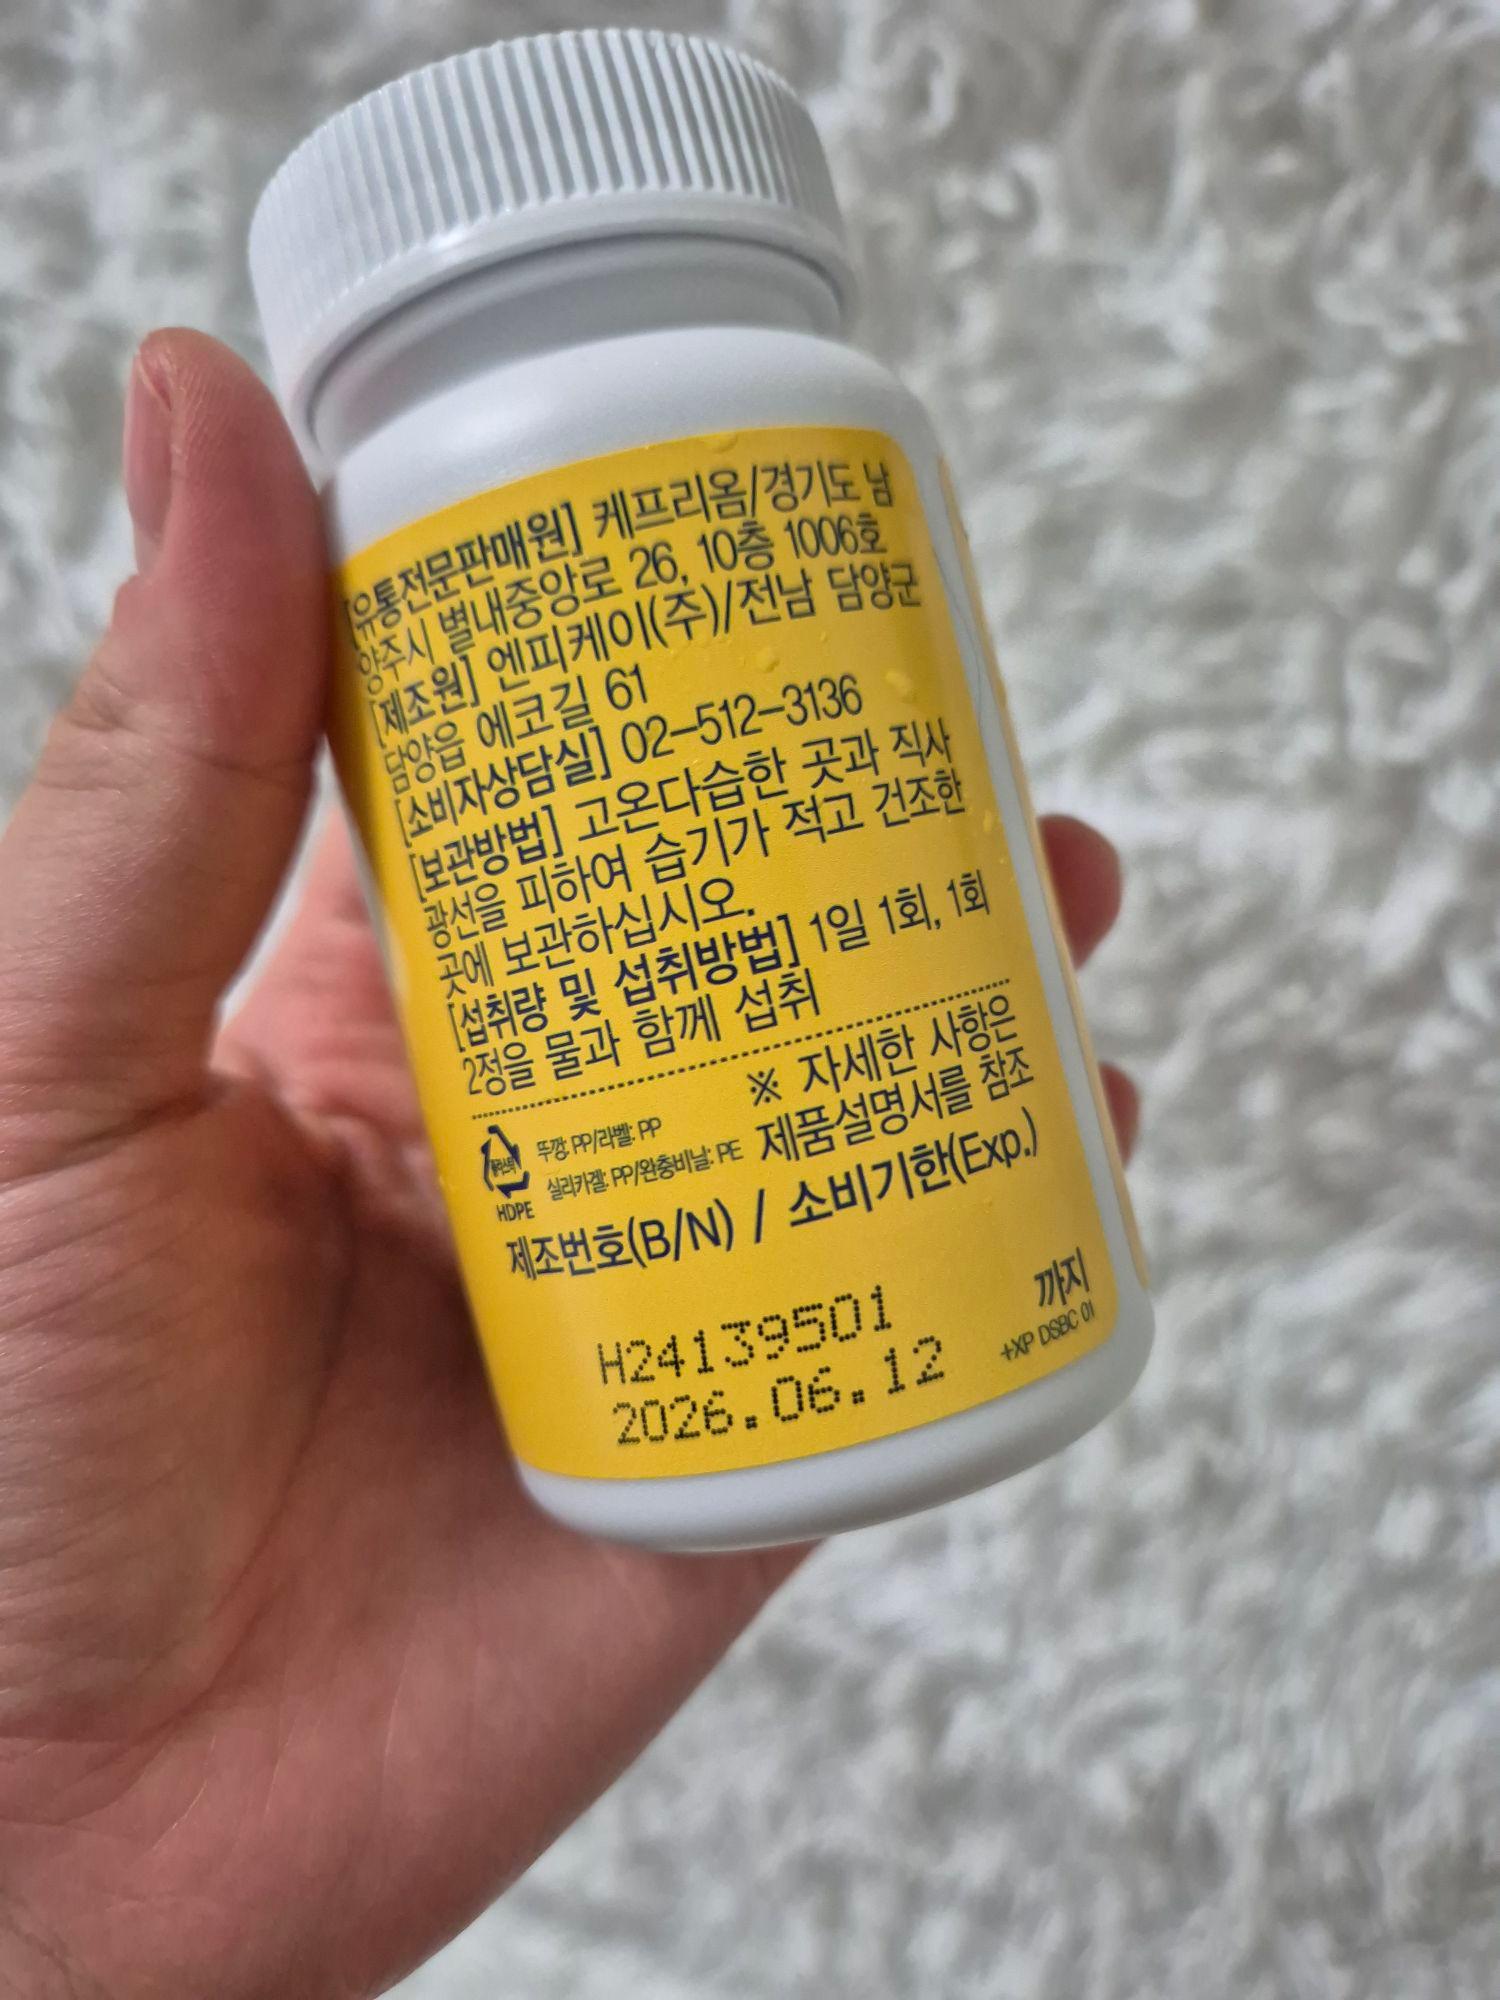 [유통전문판매원] 케프리옴/경기도 남
양주시 별내중앙로 26, 10층 1006호
[제조원] 엔피케이(주)/전남 담양군
담양읍 에코길 61
[소비자상담실] 02-512-3136
[보관방법] 고온다습한 곳과 직사
광선을 피하여 습기가 적고 건조한
곳에 보관하십시오.
[섭취량 및 섭취방법] 1일 1회, 1회
2정을 물과 함께 섭취
※ 자세한 사항은
제품설명서를 참조
플라스틱
HDPE
뚜껑: PP/라벨: PP
실리카겔: PP/완충비닐: PE
제조번호(B/N) / 소비기한(Exp.)
H24139501
2026.06.12
까지
+XP DSBC 01